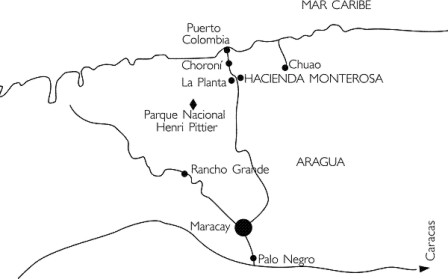 MAR CARIBE
Puerto
Colombia
Choroní
Chuao
La Planta
HACIENDA MONTEROSA
Parque Nacional
Henri Pittier
ARAGUA
Rancho Grande
Maracay
Caracas
Palo Negro